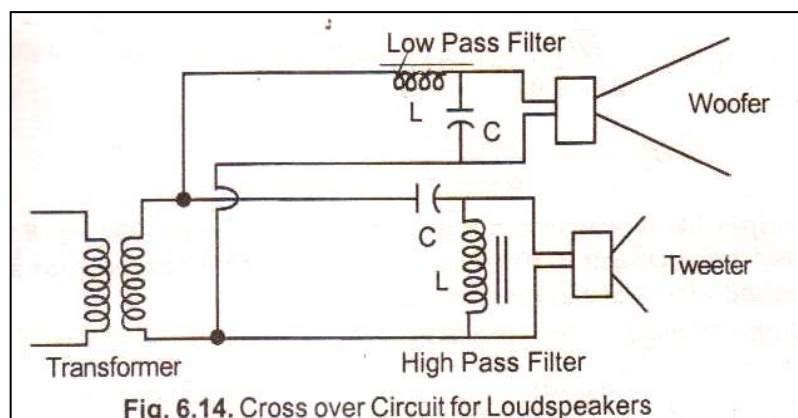 Low Pass Filter
L
C
Woofer
C
L
Tweeter
Transformer
High Pass Filter
Fig. 6.14. Cross over Circuit for Loudspeakers